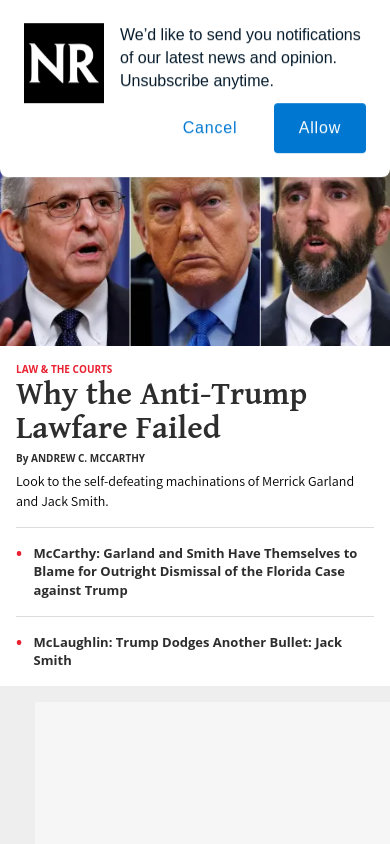 NR
We'd like to send you notifications
of our latest news and opinion.
Unsubscribe anytime.
Cancel
Allow
LAW & THE COURTS
Why the Anti-Trump
Lawfare Failed
By ANDREW C. MCCARTHY
Look to the self-defeating machinations of Merrick Garland
and Jack Smith.
• McCarthy: Garland and Smith Have Themselves to
Blame for Outright Dismissal of the Florida Case
against Trump
• McLaughlin: Trump Dodges Another Bullet: Jack
Smith